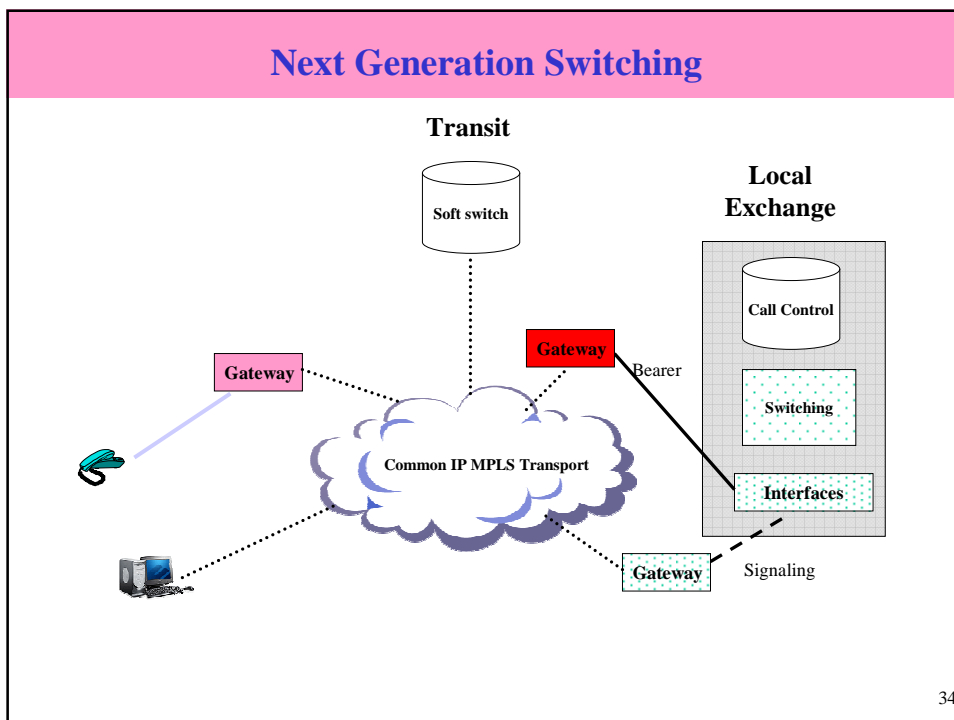 Next Generation Switching
Transit
Soft switch
Local
Exchange
Call Control
Gateway
Gateway
Bearer
Switching
Common IP MPLS Transport
Interfaces
Gateway
Signaling
34